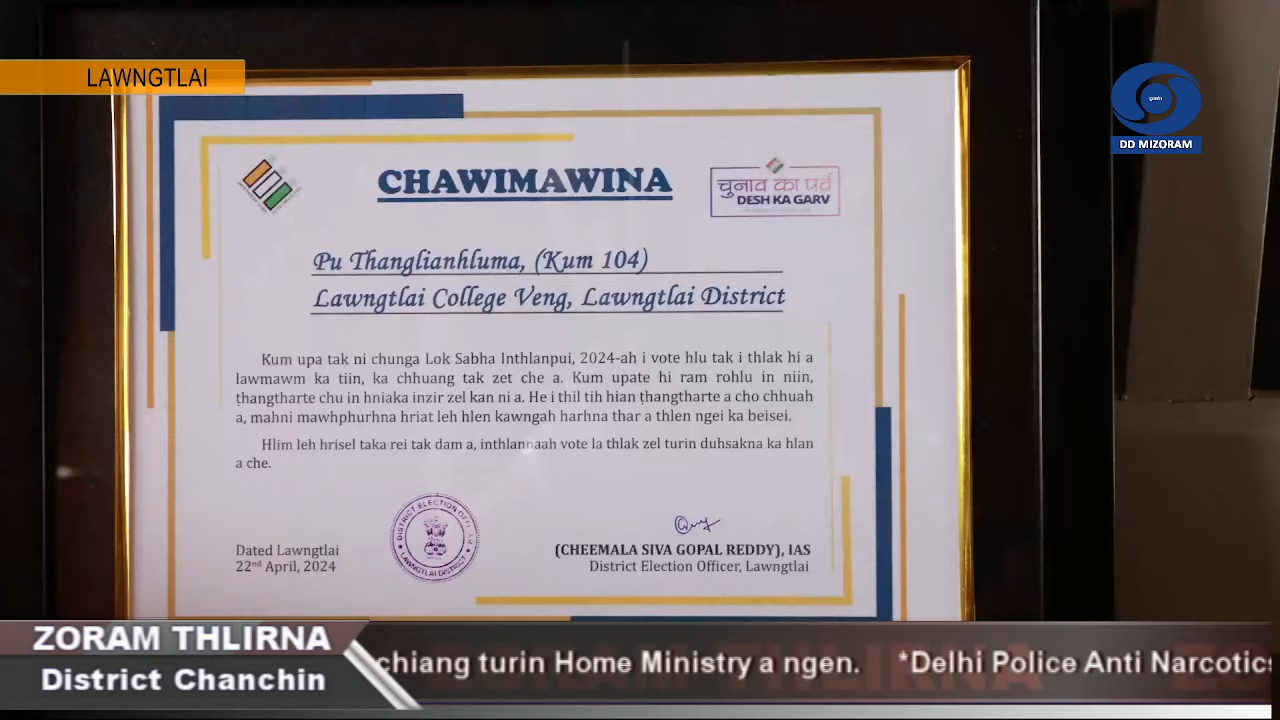 LAWNGTLAI
DD MIZORAM
CHAWIMAWINA
चुनाव का पर्व
DESH KA GARV
Pu Thanglianhluma, (Kum 104)
Lawngtlai College Veng, Lawngtlai District
Kum upa tak ni chunga Lok Sabha Inthlanpui, 2024-ah i vote hlu tak i thlak hi a
lawmawm ka tiin, ka chhuang tak zet che a. Kum upate hi ram rohlu in niin,
ṭhangtharte chu in hniaka inzir zel kan ni a. He i thil tih hian ṭhangtharte a cho chhuah
a, mahni mawhphurhna hriat leh hlen kawngah harhna thar a thlen ngei ka beisei.
Hlim leh hrisel taka rei tak dam a, inthlannaah vote la thlak zel turin duhsakna ka hlan
a che.
DISTRICT ELECTION
LAWNGTLAI DISTRICT
Dated Lawngtlai
22nd April, 2024
(CHEEMALA SIVA GOPAL REDDY), IAS
District Election Officer, Lawngtlai
ZORAM THLIRNA
District Chanchin
chiang turin Home Ministry a ngen. *Delhi Police Anti Narcotics